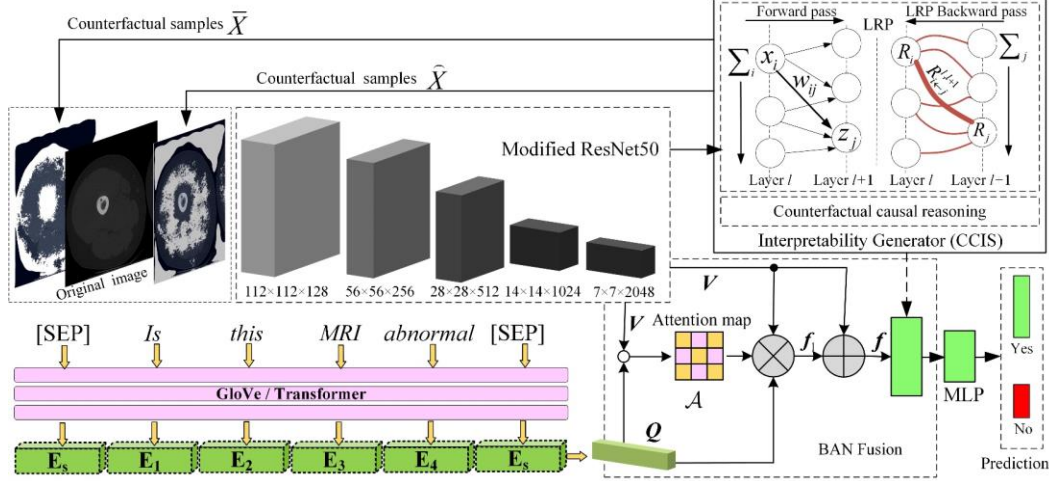 Counterfactual samples X̄
Counterfactual samples X̂
Original image
Modified ResNet50
112×112×128
56×56×256
28×28×512
14×14×1024
7×7×2048
Forward pass
LRP
LRP Backward pass
∑i
xi
wij
zj
Ri
R i←j l,l+1
Rj
∑j
Layer l
Layer l+1
Layer l
Layer l−1
Counterfactual causal reasoning
Interpretability Generator (CCIS)
[SEP]
Is
this
MRI
abnormal
[SEP]
GloVe / Transformer
Es
E1
E2
E3
E4
Es
V
V
Attention map
A
Q
f1
f
MLP
BAN Fusion
Yes
No
Prediction